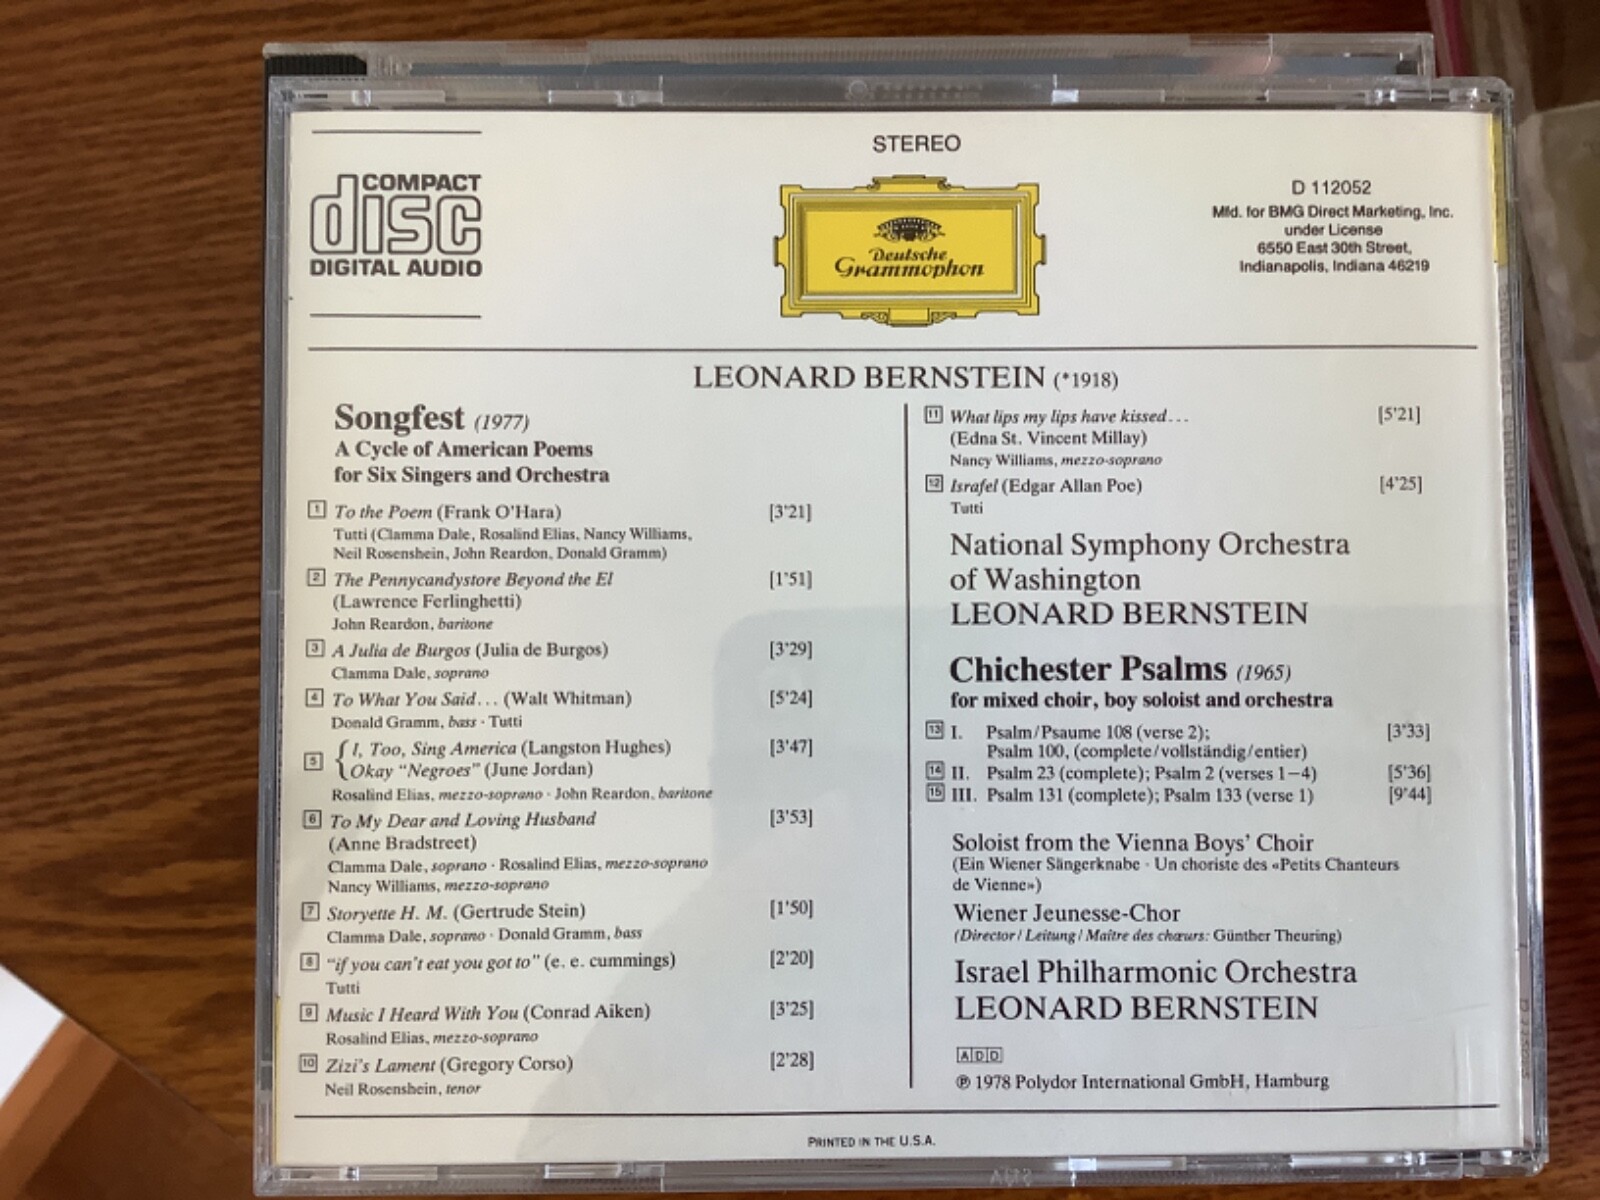 STEREO
COMPACT
disc
DIGITAL AUDIO
Deutsche
Grammophon
D 112052
Mfd. for BMG Direct Marketing, Inc.
under License
6550 East 30th Street,
Indianapolis, Indiana 46219
LEONARD BERNSTEIN (*1918)
Songfest (1977)
A Cycle of American Poems
for Six Singers and Orchestra
1 To the Poem (Frank O'Hara) [3'21]
Tutti (Clamma Dale, Rosalind Elias, Nancy Williams,
Neil Rosenshein, John Reardon, Donald Gramm)
2 The Pennycandystore Beyond the El [1'51]
(Lawrence Ferlinghetti)
John Reardon, baritone
3 A Julia de Burgos (Julia de Burgos) [3'29]
Clamma Dale, soprano
4 To What You Said... (Walt Whitman) [5'24]
Donald Gramm, bass · Tutti
5 { I, Too, Sing America (Langston Hughes) [3'47]
Okay "Negroes" (June Jordan)
Rosalind Elias, mezzo-soprano · John Reardon, baritone
6 To My Dear and Loving Husband [3'53]
(Anne Bradstreet)
Clamma Dale, soprano · Rosalind Elias, mezzo-soprano
Nancy Williams, mezzo-soprano
7 Storyette H. M. (Gertrude Stein) [1'50]
Clamma Dale, soprano · Donald Gramm, bass
8 "if you can't eat you got to" (e. e. cummings) [2'20]
Tutti
9 Music I Heard With You (Conrad Aiken) [3'25]
Rosalind Elias, mezzo-soprano
10 Zizi's Lament (Gregory Corso) [2'28]
Neil Rosenshein, tenor
11 What lips my lips have kissed... [5'21]
(Edna St. Vincent Millay)
Nancy Williams, mezzo-soprano
12 Israfel (Edgar Allan Poe) [4'25]
Tutti
National Symphony Orchestra
of Washington
LEONARD BERNSTEIN
Chichester Psalms (1965)
for mixed choir, boy soloist and orchestra
13 I. Psalm/Psaume 108 (verse 2); [3'33]
Psalm 100, (complete/vollständig/entier)
14 II. Psalm 23 (complete); Psalm 2 (verses 1–4) [5'36]
15 III. Psalm 131 (complete); Psalm 133 (verse 1) [9'44]
Soloist from the Vienna Boys' Choir
(Ein Wiener Sängerknabe · Un choriste des «Petits Chanteurs
de Vienne»)
Wiener Jeunesse-Chor
(Director / Leitung / Maître des chœurs: Günther Theuring)
Israel Philharmonic Orchestra
LEONARD BERNSTEIN
ADD
℗ 1978 Polydor International GmbH, Hamburg
PRINTED IN THE U.S.A.